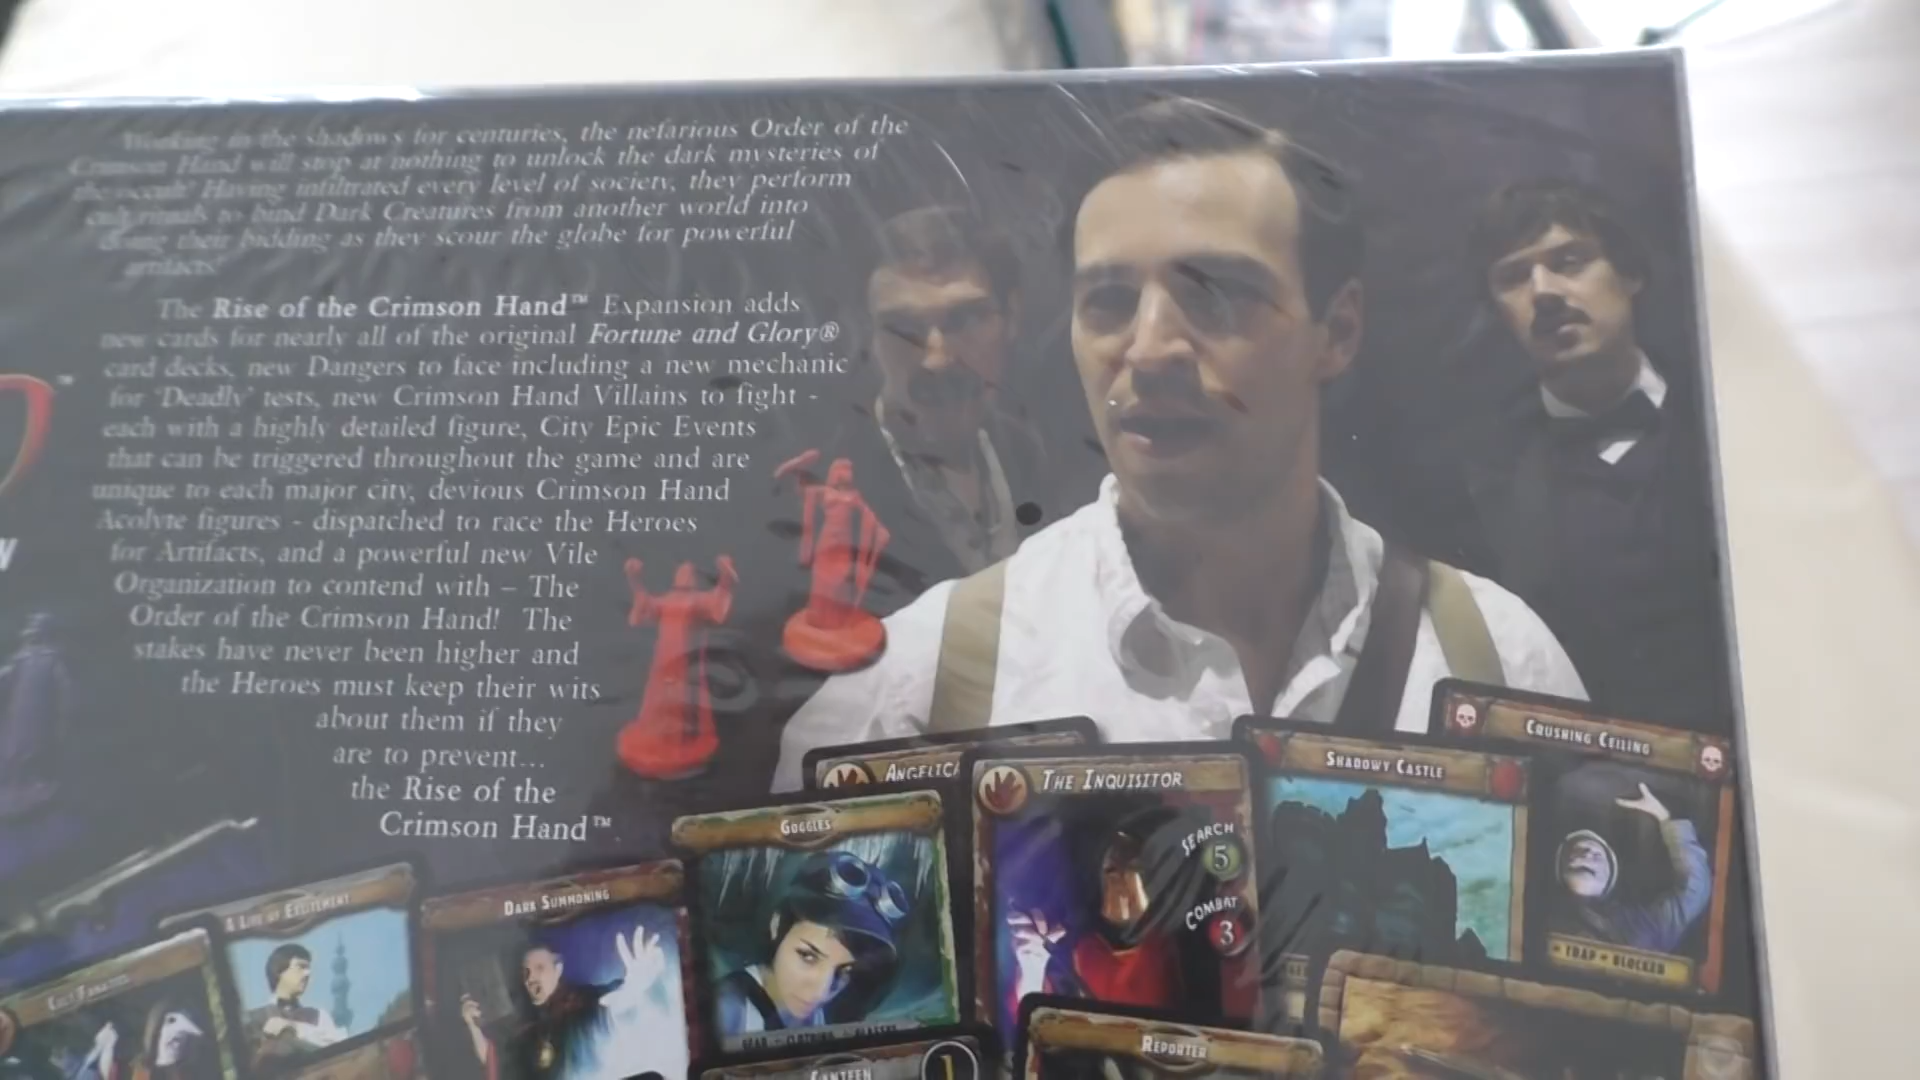 Working in the shadows for centuries, the nefarious Order of the
Crimson Hand will stop at nothing to unlock the dark mysteries of
the occult! Having infiltrated every level of society, they perform
cult rituals to bind Dark Creatures from another world into
doing their bidding as they scour the globe for powerful
artifacts!
The Rise of the Crimson Hand™ Expansion adds
new cards for nearly all of the original Fortune and Glory®
card decks, new Dangers to face including a new mechanic
for 'Deadly' tests, new Crimson Hand Villains to fight -
each with a highly detailed figure, City Epic Events
that can be triggered throughout the game and are
unique to each major city, devious Crimson Hand
Acolyte figures - dispatched to race the Heroes
for Artifacts, and a powerful new Vile
Organization to contend with – The
Order of the Crimson Hand! The
stakes have never been higher and
the Heroes must keep their wits
about them if they
are to prevent...
the Rise of the
Crimson Hand™
CRUSHING CEILING
SHADOWY CASTLE
ANGELICA
THE INQUISITOR
GOGGLES
SEARCH
5
COMBAT
3
A LIFE OF EXCITEMENT
DARK SUMMONING
TRAP - BLOCKED
CULT FANATIC
GEAR - CLOTHING - GLASSES
REPORTER
CANTEEN
1